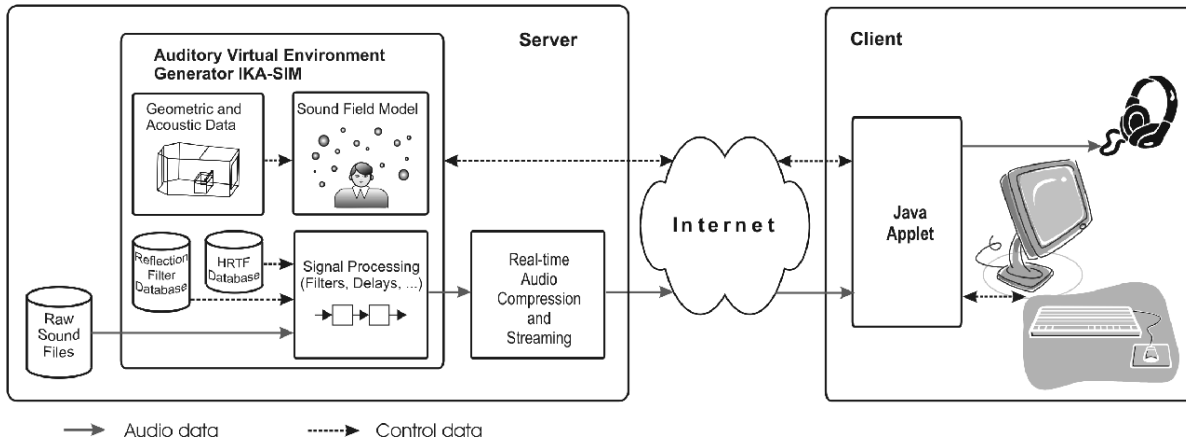 Server
Auditory Virtual Environment
Generator IKA-SIM
Geometric and
Acoustic Data
Sound Field Model
Reflection
Filter
Database
HRTF
Database
Signal Processing
(Filters, Delays, ...)
Raw
Sound
Files
Real-time
Audio
Compression
and
Streaming
Internet
Client
Java
Applet
Audio data
Control data